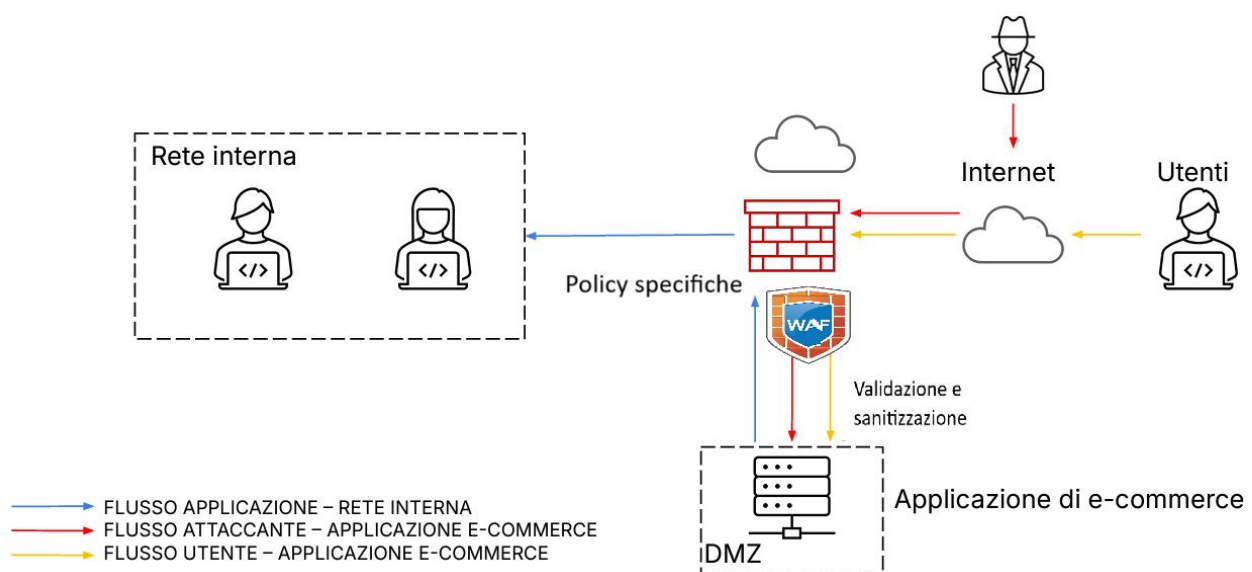 Rete interna
</>
</>
Internet
Utenti
</>
Policy specifiche
WAF
Validazione e
sanitizzazione
Applicazione di e-commerce
DMZ
FLUSSO APPLICAZIONE – RETE INTERNA
FLUSSO ATTACCANTE – APPLICAZIONE E-COMMERCE
FLUSSO UTENTE – APPLICAZIONE E-COMMERCE